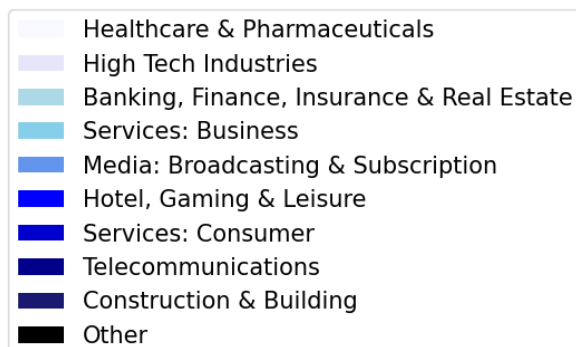 Healthcare & Pharmaceuticals
High Tech Industries
Banking, Finance, Insurance & Real Estate
Services: Business
Media: Broadcasting & Subscription
Hotel, Gaming & Leisure
Services: Consumer
Telecommunications
Construction & Building
Other